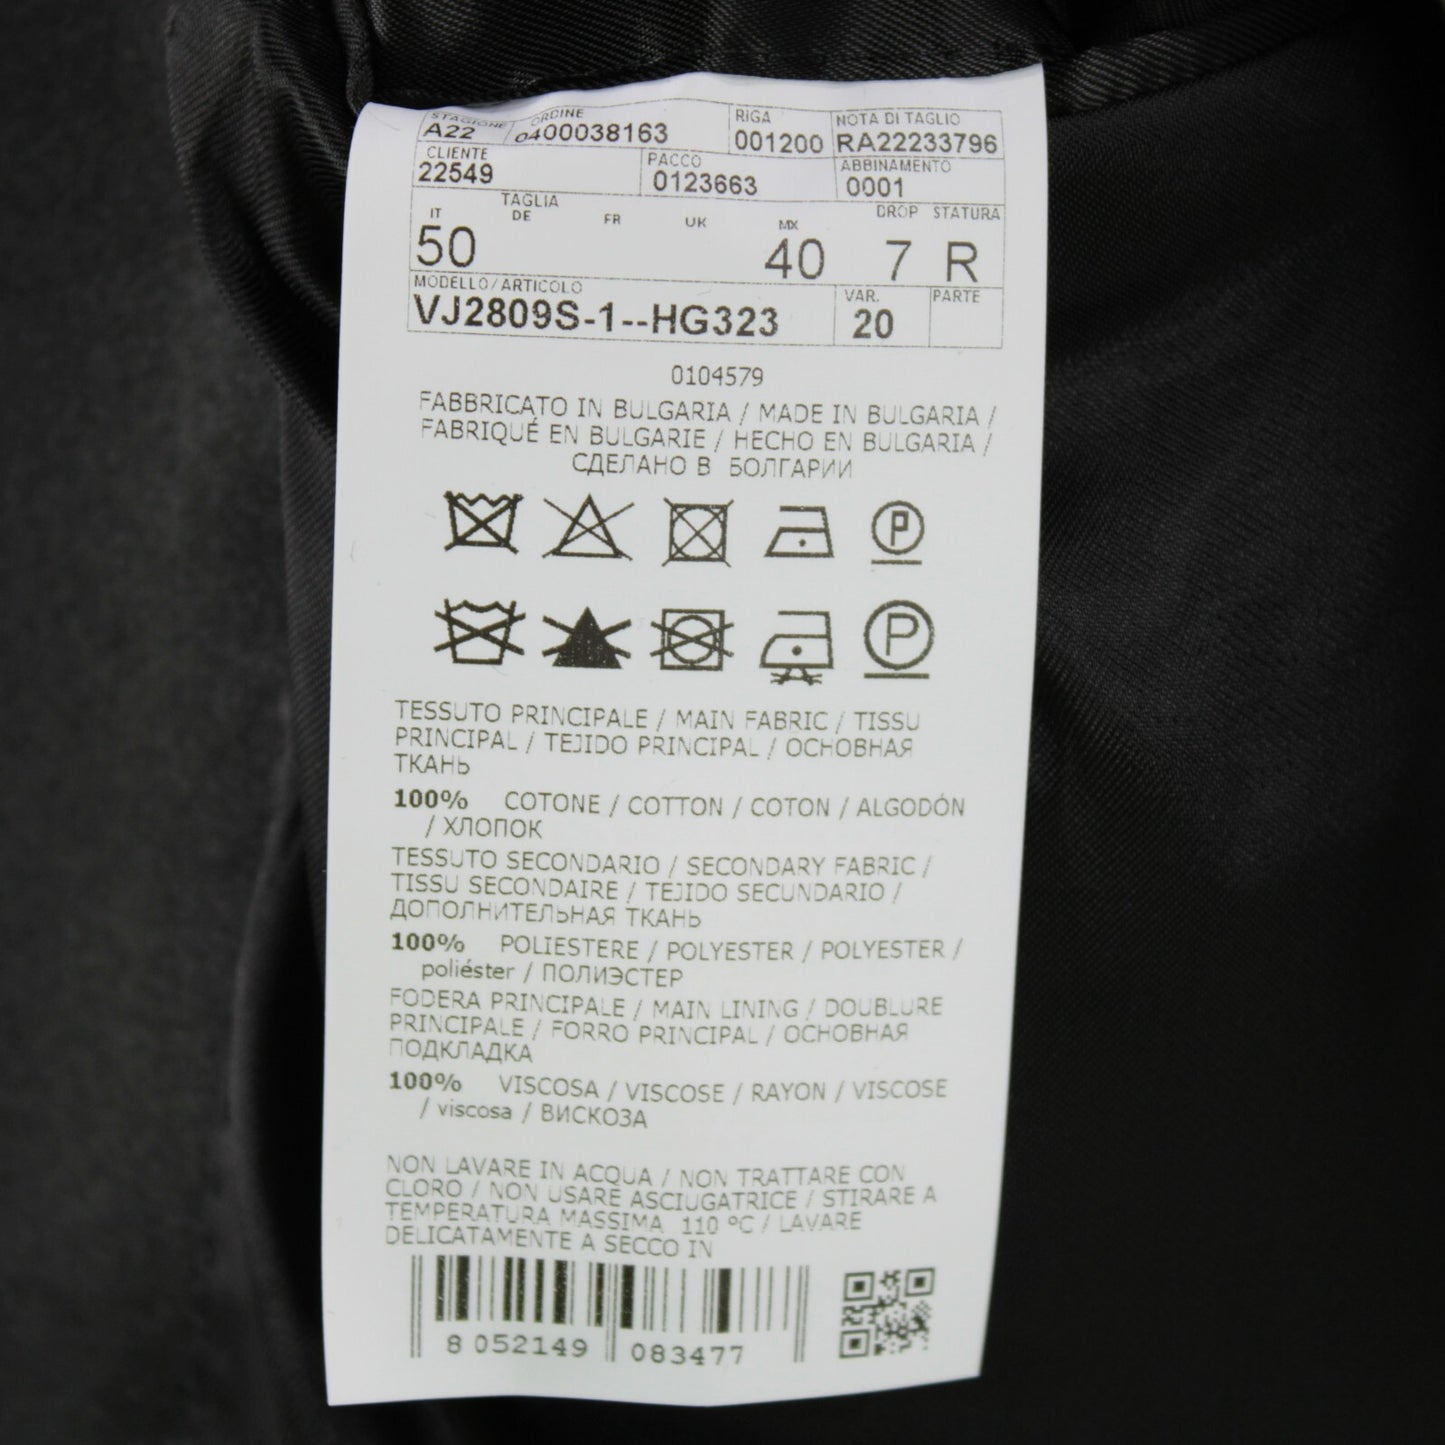 STAGIONE ORDINE RIGA NOTA DI TAGLIO
A22 0400038163 001200 RA22233796
CLIENTE PACCO ABBINAMENTO
22549 0123663 0001
TAGLIA
IT DE FR UK MX DROP STATURA
50 40 7 R
MODELLO/ARTICOLO VAR. PARTE
VJ2809S-1--HG323 20
0104579
FABBRICATO IN BULGARIA / MADE IN BULGARIA /
FABRIQUÉ EN BULGARIE / HECHO EN BULGARIA /
СДЕЛАНО В БОЛГАРИИ
P
P
TESSUTO PRINCIPALE / MAIN FABRIC / TISSU
PRINCIPAL / TEJIDO PRINCIPAL / ОСНОВНАЯ
ТКАНЬ
100% COTONE / COTTON / COTON / ALGODÓN
/ ХЛОПОК
TESSUTO SECONDARIO / SECONDARY FABRIC /
TISSU SECONDAIRE / TEJIDO SECUNDARIO /
ДОПОЛНИТЕЛЬНАЯ ТКАНЬ
100% POLIESTERE / POLYESTER / POLYESTER /
poliéster / ПОЛИЭСТЕР
FODERA PRINCIPALE / MAIN LINING / DOUBLURE
PRINCIPALE / FORRO PRINCIPAL / ОСНОВНАЯ
ПОДКЛАДКА
100% VISCOSA / VISCOSE / RAYON / VISCOSE
/ viscosa / ВИСКОЗА
NON LAVARE IN ACQUA / NON TRATTARE CON
CLORO / NON USARE ASCIUGATRICE / STIRARE A
TEMPERATURA MASSIMA 110 ºC / LAVARE
DELICATAMENTE A SECCO IN
8 052149 083477